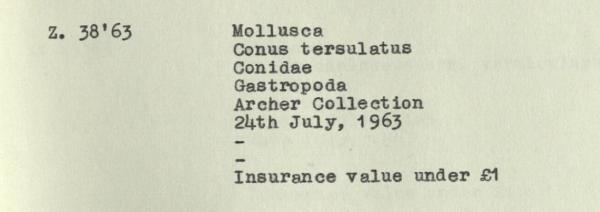 Z. 38'63 Mollusca
Conus tersulatus
Conidae
Gastropoda
Archer Collection
24th July, 1963
-
-
Insurance value under £1